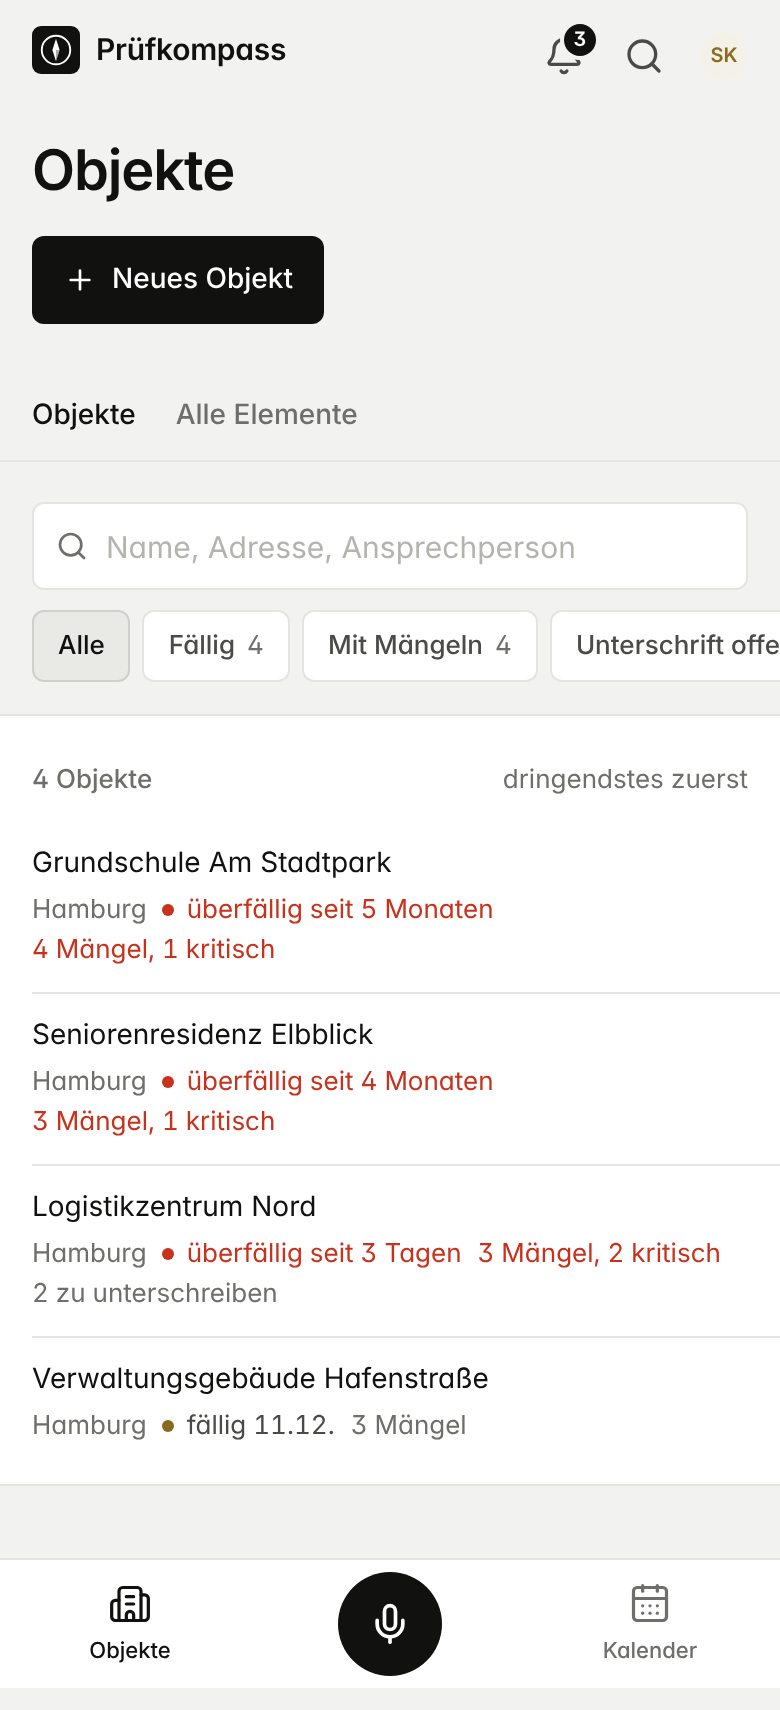 Prüfkompass
3
SK
Objekte
Neues Objekt
Objekte Alle Elemente
Name, Adresse, Ansprechperson
Alle Fällig 4 Mit Mängeln 4 Unterschrift offe
4 Objekte dringendstes zuerst
Grundschule Am Stadtpark
Hamburg • überfällig seit 5 Monaten
4 Mängel, 1 kritisch
Seniorenresidenz Elbblick
Hamburg • überfällig seit 4 Monaten
3 Mängel, 1 kritisch
Logistikzentrum Nord
Hamburg • überfällig seit 3 Tagen 3 Mängel, 2 kritisch
2 zu unterschreiben
Verwaltungsgebäude Hafenstraße
Hamburg • fällig 11.12. 3 Mängel
Objekte Kalender